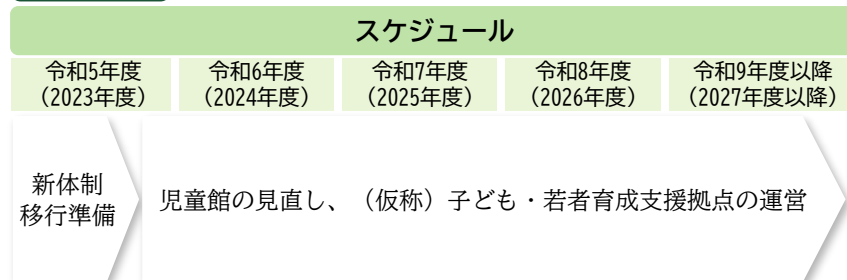 スケジュール
令和5年度 令和6年度 令和7年度 令和8年度 令和9年度以降
（2023年度） （2024年度） （2025年度） （2026年度） （2027年度以降）
新体制
移行準備
児童館の見直し、（仮称）子ども・若者育成支援拠点の運営